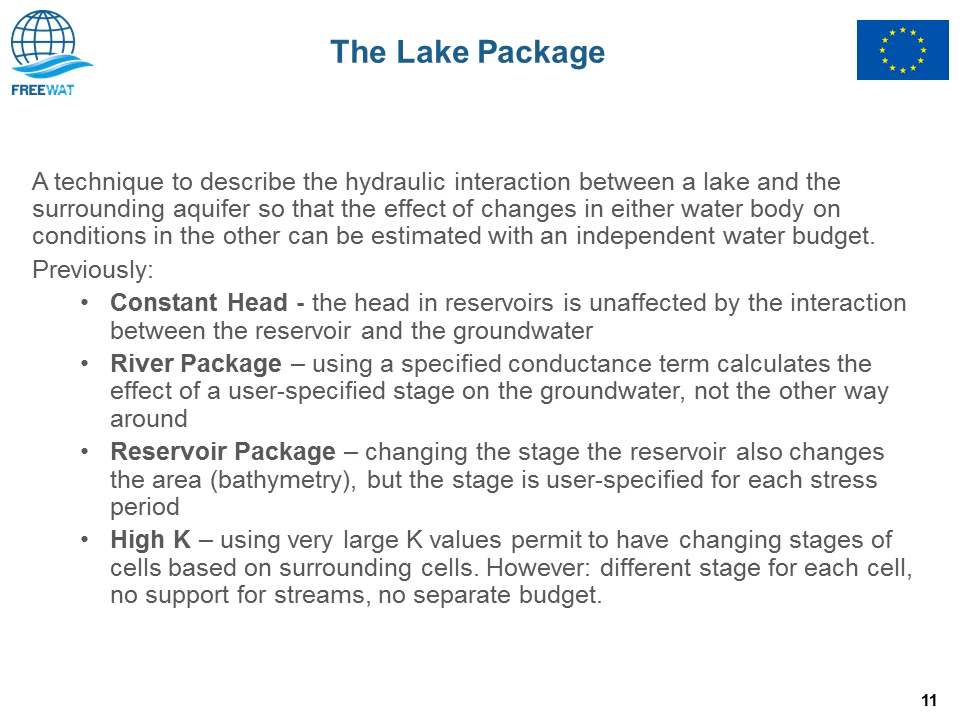 FREEWAT
The Lake Package
A technique to describe the hydraulic interaction between a lake and the
surrounding aquifer so that the effect of changes in either water body on
conditions in the other can be estimated with an independent water budget.
Previously:
• Constant Head - the head in reservoirs is unaffected by the interaction
between the reservoir and the groundwater
• River Package – using a specified conductance term calculates the
effect of a user-specified stage on the groundwater, not the other way
around
• Reservoir Package – changing the stage the reservoir also changes
the area (bathymetry), but the stage is user-specified for each stress
period
• High K – using very large K values permit to have changing stages of
cells based on surrounding cells. However: different stage for each cell,
no support for streams, no separate budget.
11